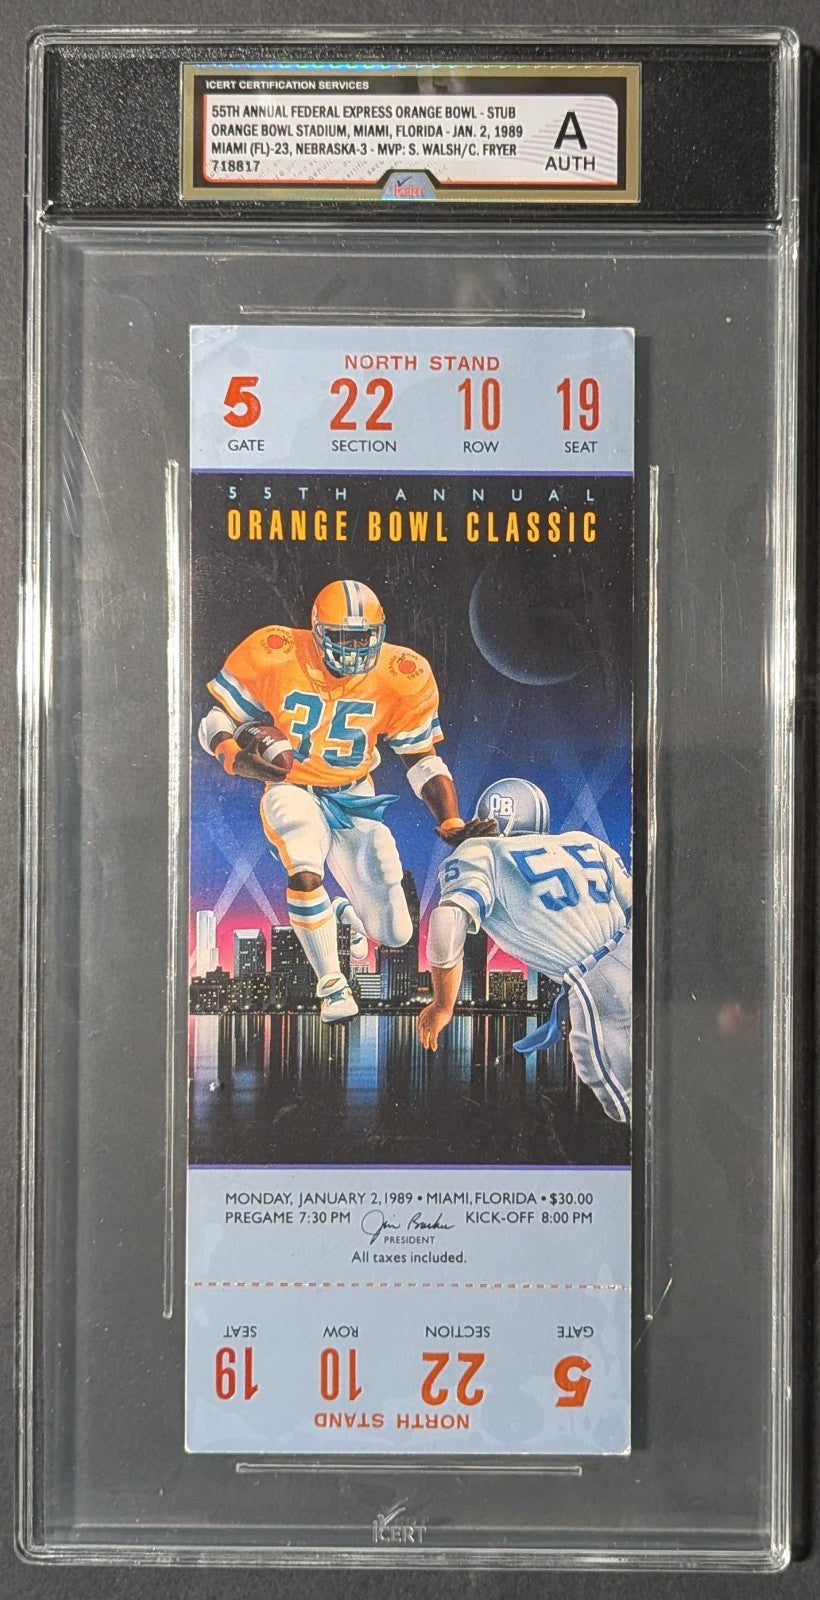 ICERT CERTIFICATION SERVICES
55TH ANNUAL FEDERAL EXPRESS ORANGE BOWL - STUB
ORANGE BOWL STADIUM, MIAMI, FLORIDA - JAN. 2, 1989
MIAMI (FL)-23, NEBRASKA-3 - MVP: S. WALSH/C. FRYER
718817
A
AUTH
ICERT
NORTH STAND
5 22 10 19
GATE SECTION ROW SEAT
55TH ANNUAL
ORANGE BOWL CLASSIC
35
OB
55
MONDAY, JANUARY 2, 1989 • MIAMI, FLORIDA • $30.00
PREGAME 7:30 PM Jim Barker KICK-OFF 8:00 PM
PRESIDENT
All taxes included.
GATE SECTION ROW SEAT
5 22 10 19
NORTH STAND
ICERT